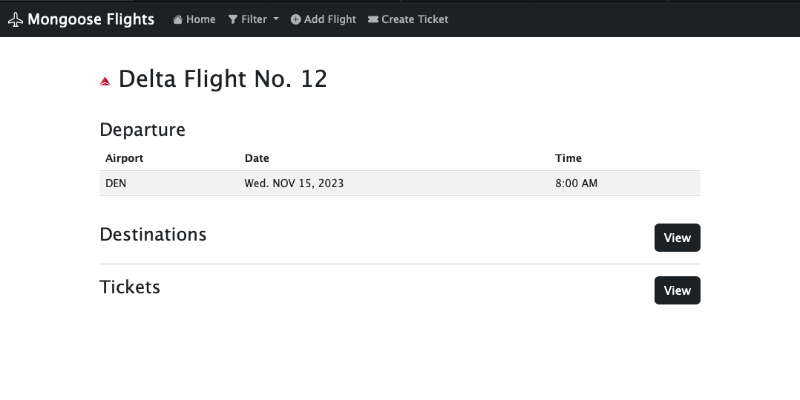 Mongoose Flights Home Filter Add Flight Create Ticket
Delta Flight No. 12
Departure
Airport Date Time
DEN Wed. NOV 15, 2023 8:00 AM
Destinations View
Tickets View